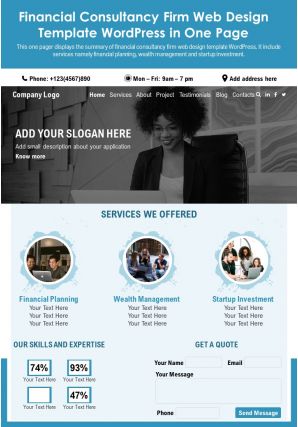 Financial Consultancy Firm Web Design
Template WordPress in One Page
This one pager displays the summary of financial consultancy firm web design template WordPress. It include
services namely financial planning, wealth management and startup investment.
Phone: +123(4567)890
Mon – Fri: 9am – 7 pm
Add address here
Company Logo
Home Services About Project Testimonials Blog Contacts
ADD YOUR SLOGAN HERE
Add small description about your application
Know more
SERVICES WE OFFERED
Financial Planning
Your Text Here
Your Text Here
Your Text Here
Wealth Management
Your Text Here
Your Text Here
Your Text Here
Startup Investment
Your Text Here
Your Text Here
Your Text Here
OUR SKILLS AND EXPERTISE
74% 93%
Your Text Here Your Text Here
47%
Your Text Here Your Text Here
GET A QUOTE
Your Name Email
Your Message
Phone Send Message